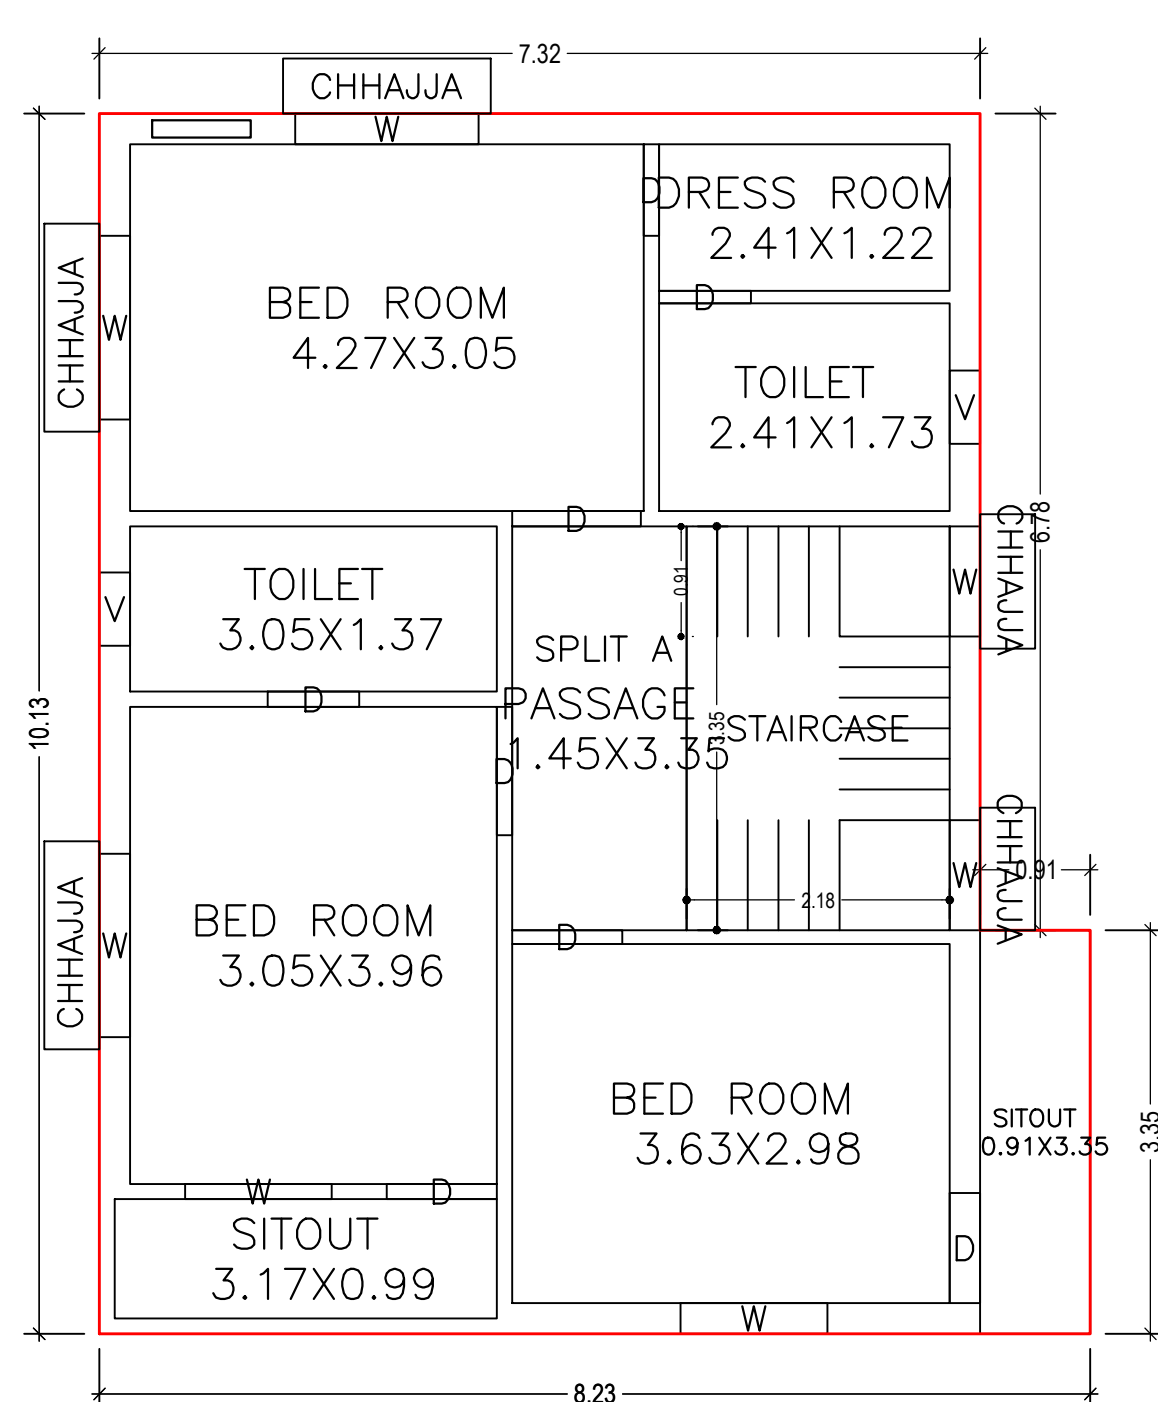 7.32
CHHAJJA
W
D
DRESS ROOM
2.41X1.22
CHHAJJA
W
BED ROOM
4.27X3.05
D
TOILET
2.41X1.73
V
6.78
D
CHHAJJA
W
0.91
TOILET
3.05X1.37
V
SPLIT A
PASSAGE
1.45X3.35
3.35
STAIRCASE
D
10.13
D
CHHAJJA
W
0.91
2.18
CHHAJJA
W
BED ROOM
3.05X3.96
D
BED ROOM
3.63X2.98
SITOUT
0.91X3.35
3.35
W
D
SITOUT
3.17X0.99
D
W
8.23